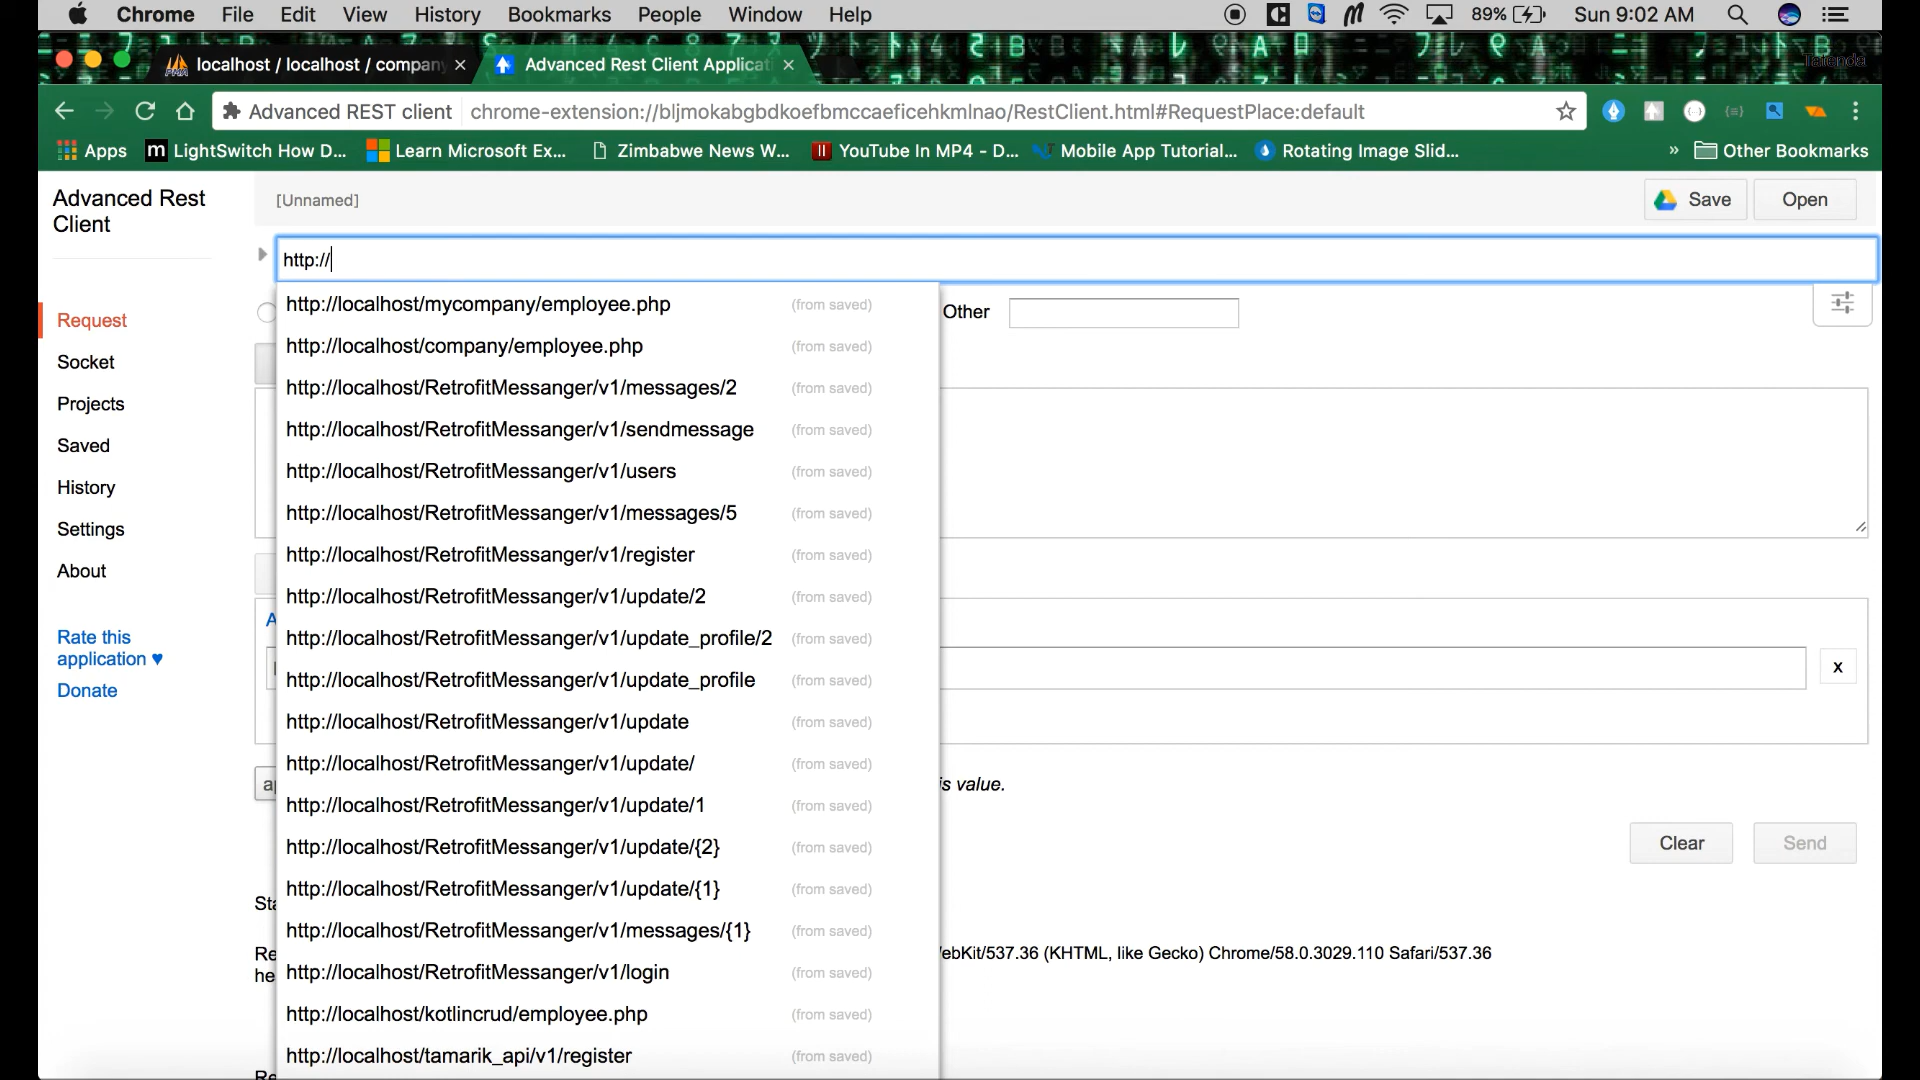 Chrome File Edit View History Bookmarks People Window Help 89% Sun 9:02 AM
localhost / localhost / company Advanced Rest Client Applicati
Advanced REST client chrome-extension://bljmokabgbdkoefbmccaeficehkmlnao/RestClient.html#RequestPlace:default
Apps LightSwitch How D... Learn Microsoft Ex... Zimbabwe News W... YouTube In MP4 - D... Mobile App Tutorial... Rotating Image Slid... » Other Bookmarks
Advanced Rest
Client
[Unnamed] Save Open
http://
http://localhost/mycompany/employee.php (from saved)
Other
Request
http://localhost/company/employee.php (from saved)
Socket
http://localhost/RetrofitMessanger/v1/messages/2 (from saved)
Projects
http://localhost/RetrofitMessanger/v1/sendmessage (from saved)
Saved
http://localhost/RetrofitMessanger/v1/users (from saved)
History
http://localhost/RetrofitMessanger/v1/messages/5 (from saved)
Settings
http://localhost/RetrofitMessanger/v1/register (from saved)
About
http://localhost/RetrofitMessanger/v1/update/2 (from saved)
Rate this
application ♥
http://localhost/RetrofitMessanger/v1/update_profile/2 (from saved)
x
http://localhost/RetrofitMessanger/v1/update_profile (from saved)
Donate
http://localhost/RetrofitMessanger/v1/update (from saved)
http://localhost/RetrofitMessanger/v1/update/ (from saved)
is value.
http://localhost/RetrofitMessanger/v1/update/1 (from saved)
http://localhost/RetrofitMessanger/v1/update/{2} (from saved)
Clear Send
http://localhost/RetrofitMessanger/v1/update/{1} (from saved)
http://localhost/RetrofitMessanger/v1/messages/{1} (from saved)
ebKit/537.36 (KHTML, like Gecko) Chrome/58.0.3029.110 Safari/537.36
he
http://localhost/RetrofitMessanger/v1/login (from saved)
http://localhost/kotlincrud/employee.php (from saved)
http://localhost/tamarik_api/v1/register (from saved)